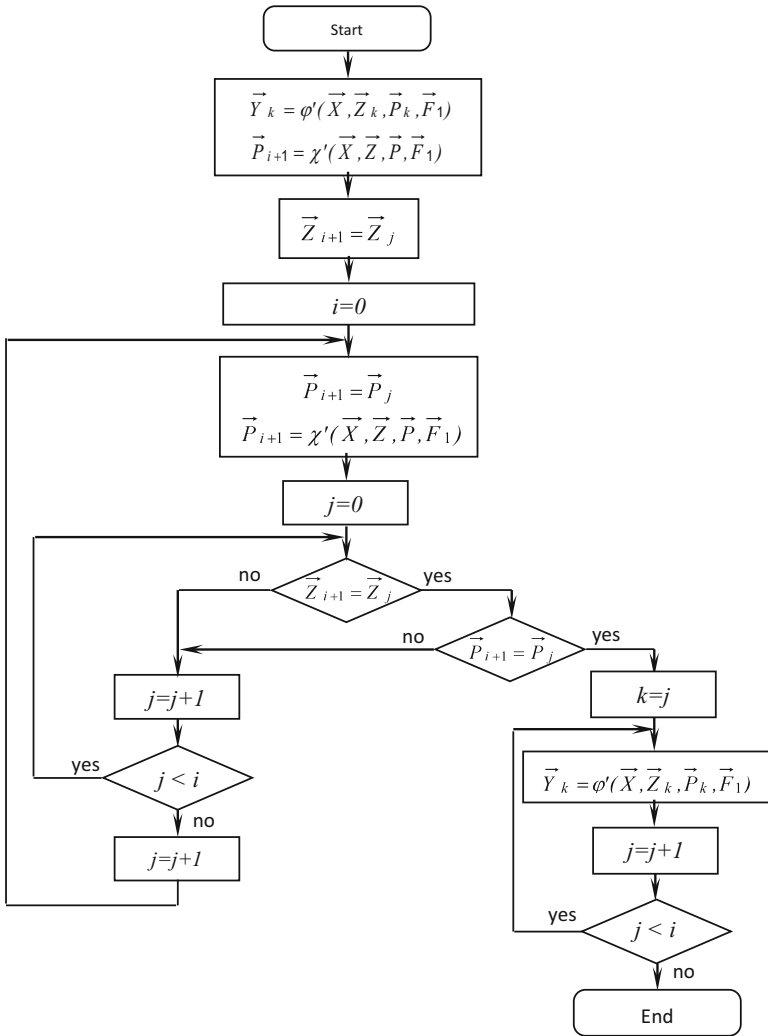 Start
Y⃗ k = φ'(X⃗, Z⃗ k, P⃗ k, F⃗ 1)
P⃗ i+1 = χ'(X⃗, Z⃗, P⃗, F⃗ 1)
Z⃗ i+1 = Z⃗ j
i=0
P⃗ i+1 = P⃗ j
P⃗ i+1 = χ'(X⃗, Z⃗, P⃗, F⃗ 1)
j=0
no
Z⃗ i+1 = Z⃗ j
yes
no
P⃗ i+1 = P⃗ j
yes
j=j+1
k=j
yes
j < i
Y⃗ k = φ'(X⃗, Z⃗ k, P⃗ k, F⃗ 1)
no
j=j+1
j=j+1
yes
j < i
no
End